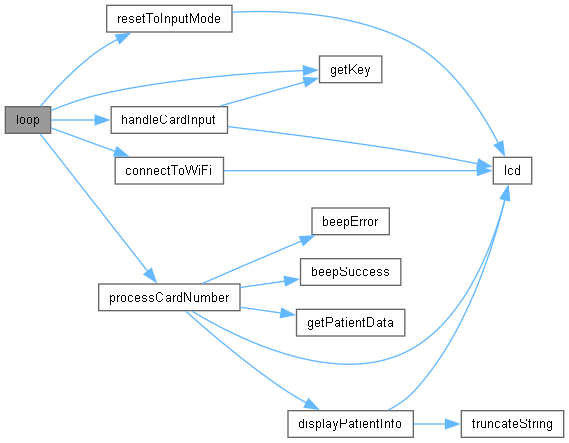 resetToInputMode
getKey
loop
handleCardInput
connectToWiFi
lcd
beepError
beepSuccess
processCardNumber
getPatientData
displayPatientInfo
truncateString